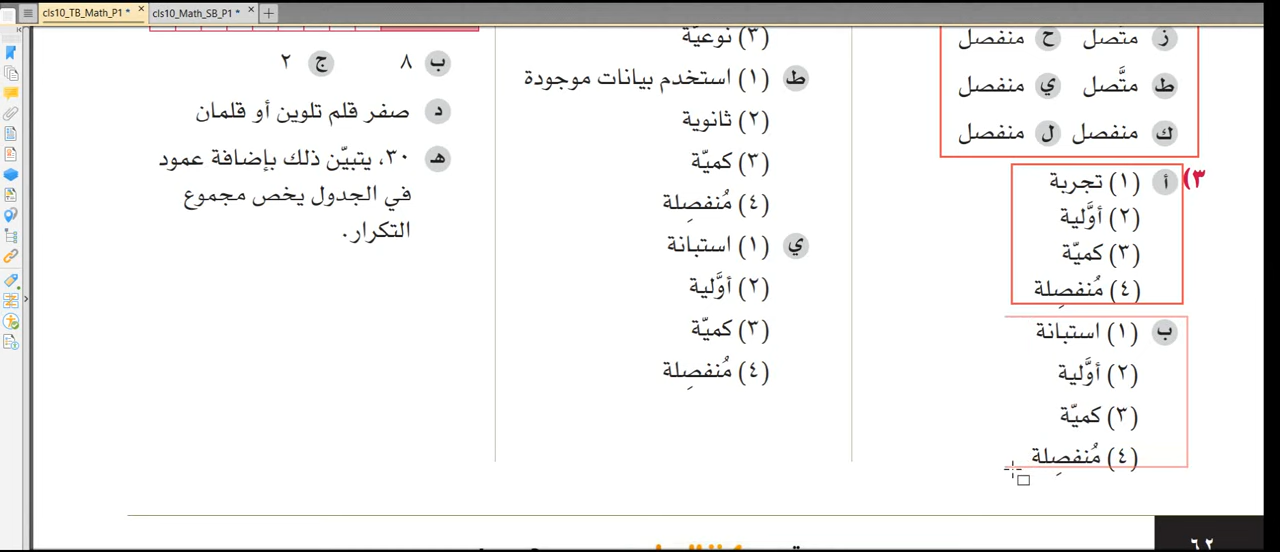 cls10_TB_Math_P1 *
cls10_Math_SB_P1 *
ز متّصل ح منفصل
ط متَّصل ي منفصل
ك منفصل ل منفصل
٣) أ (١) تجربة
(٢) أوَّلية
(٣) كميّة
(٤) مُنفصِلة
ب (١) استبانة
(٢) أوَّلية
(٣) كميّة
(٤) مُنفصِلة
(٣) نوعيّة
ط (١) استخدم بيانات موجودة
(٢) ثانوية
(٣) كميّة
(٤) مُنفصِلة
ي (١) استبانة
(٢) أوَّلية
(٣) كميّة
(٤) مُنفصِلة
ب ٨ ج ٢
د صفر قلم تلوين أو قلمان
هـ ٣٠، يتبيّن ذلك بإضافة عمود
في الجدول يخص مجموع
التكرار.
٦٢